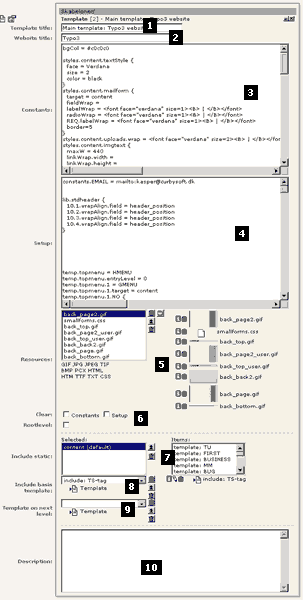 Skabeloner
Template [2] - Main template: Typo3 website
Template title: Main template: Typo3 websit 1
Website title: Typo3 2
Constants:
bgCol = #c0c0c0
styles.content.textStyle {
face = Verdana
size = 2
color = black
}
styles.content.mailform {
target = content
fieldWrap =
labelWrap = <font face="verdana" size=1><B> | </B></font>
radioWrap = <font face="verdana" size=1><B> | </B></font>
REQ.labelWrap = <font face="verdana" size=1><B> | </B></font>
border=5
}
styles.content.uploads.wrap = <font face="verdana" size=2><B> | </B></font>
styles.content.imgtext {
maxW = 440
linkWrap.width =
linkWrap.height =
3
Setup:
constants.EMAIL = mailto:kasper@curbysoft.dk
lib.stdheader {
10.1.wrapAlign.field = header_position
10.2.wrapAlign.field = header_position
10.3.wrapAlign.field = header_position
10.4.wrapAlign.field = header_position
}
temp.topmenu = HMENU
temp.topmenu.entryLevel = 0
temp.topmenu.1 = GMENU
temp.topmenu.1.target = content
temp.topmenu.1.NO {
4
Resources:
back_page2.gif
smallforms.css
back_top.gif
back_page2_user.gif
back_top_user.gif
back_back2.gif
back_page.gif
back_bottom.gif
GIF JPG JPEG TIF
BMP PCX HTML
HTM TTF TXT CSS
5
back_page2.gif
smallforms.css
back_top.gif
back_page2_user.gif
back_top_user.gif
back_back2.gif
back_page.gif
back_bottom.gif
Clear: Constants Setup 6
Rootlevel:
Selected: Items:
Include static: content (default) 7
template; TU
template; FIRST
template; BUSINESS
template; MM
template; BUG
Include basis template: include: TS-tag
Template 8
include: TS-tag
Template on next level:
Template 9
Description: 10